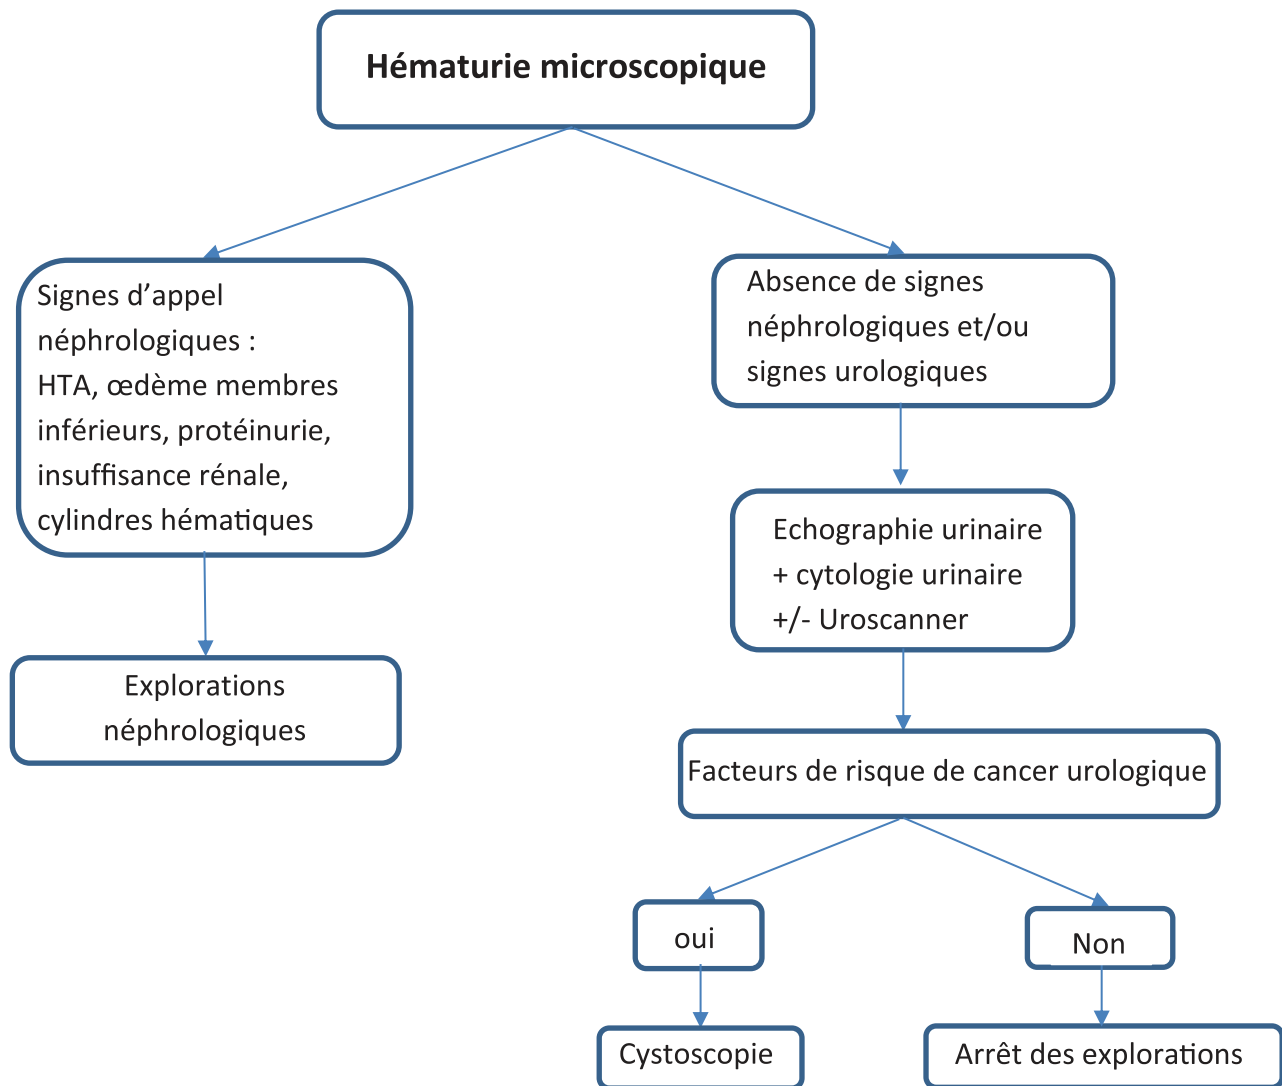 Hématurie microscopique
Signes d’appel
néphrologiques :
HTA, œdème membres
inférieurs, protéinurie,
insuffisance rénale,
cylindres hématiques
Explorations
néphrologiques
Absence de signes
néphrologiques et/ou
signes urologiques
Echographie urinaire
+ cytologie urinaire
+/- Uroscanner
Facteurs de risque de cancer urologique
oui
Non
Cystoscopie
Arrêt des explorations